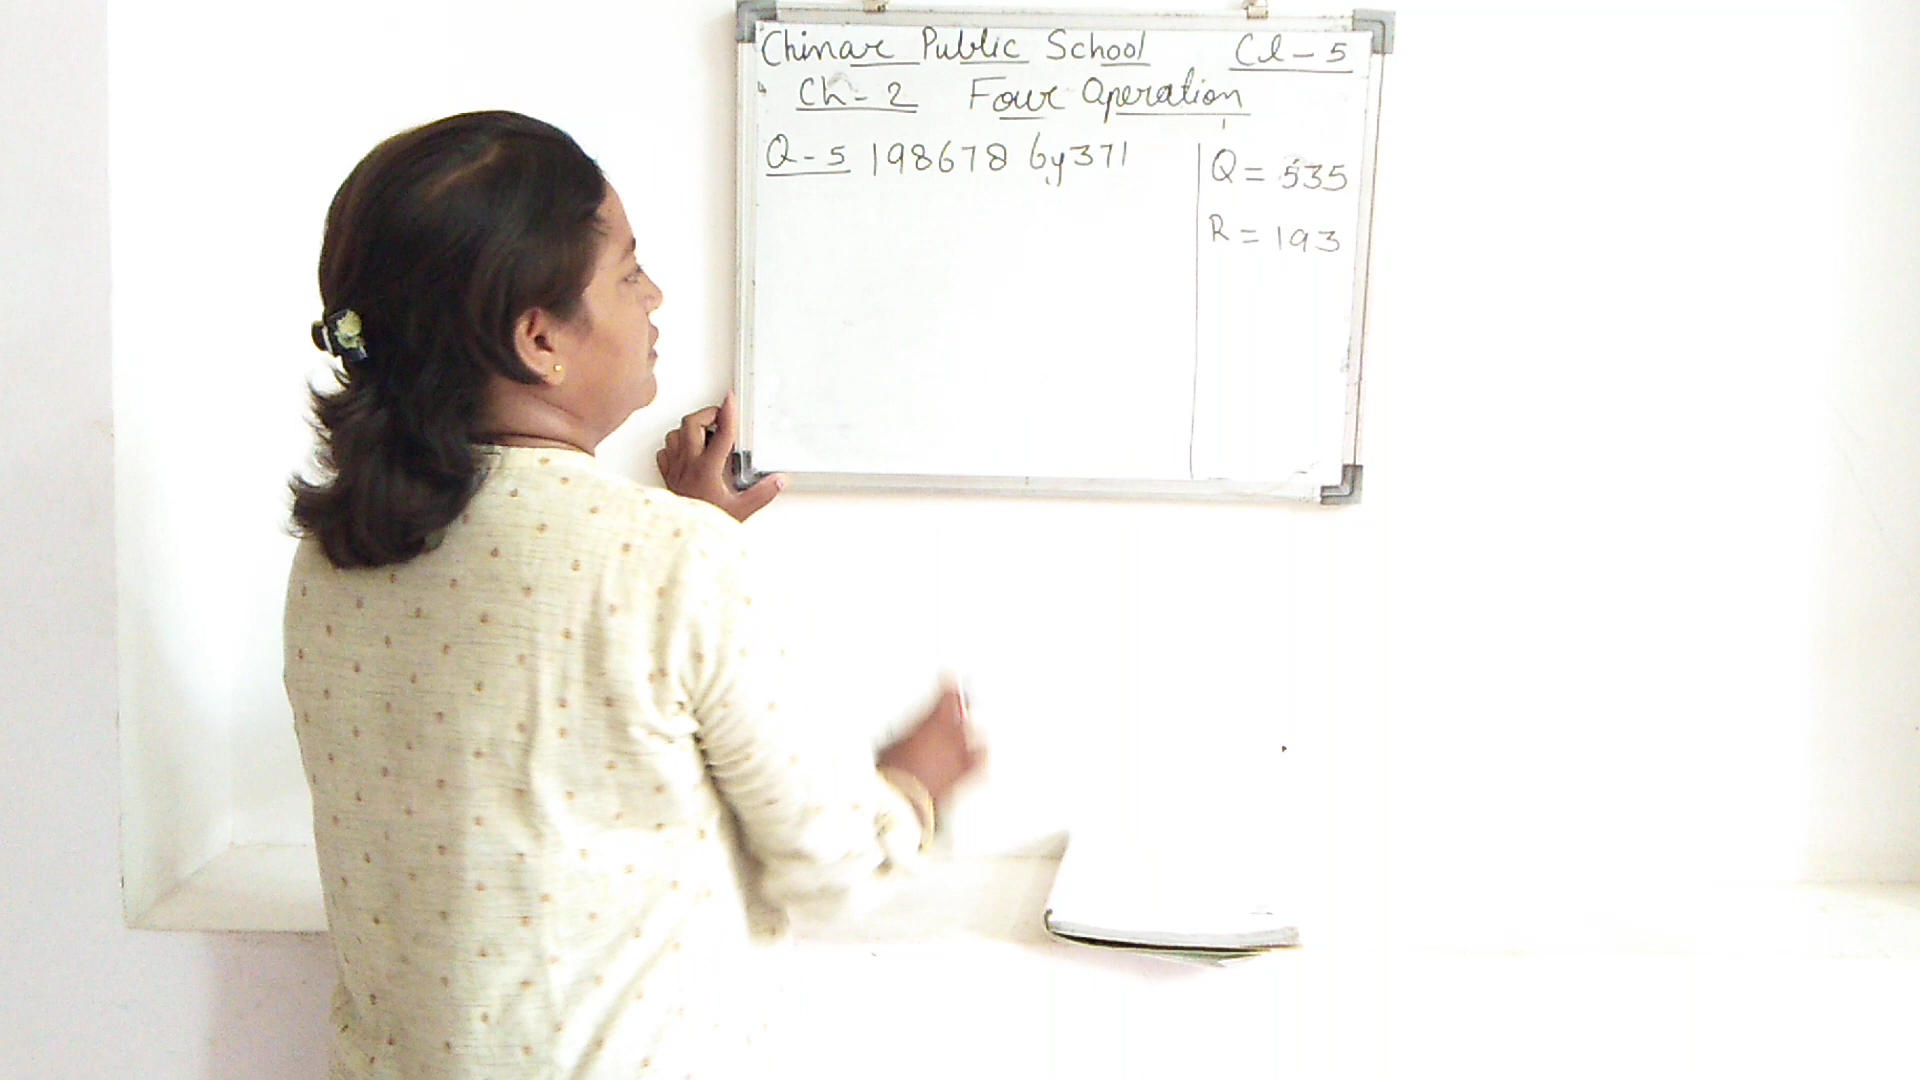 Chinar Public School Cl - 5
Ch - 2 Four Operation
Q - 5 198678 by 371
Q = 535
R = 193